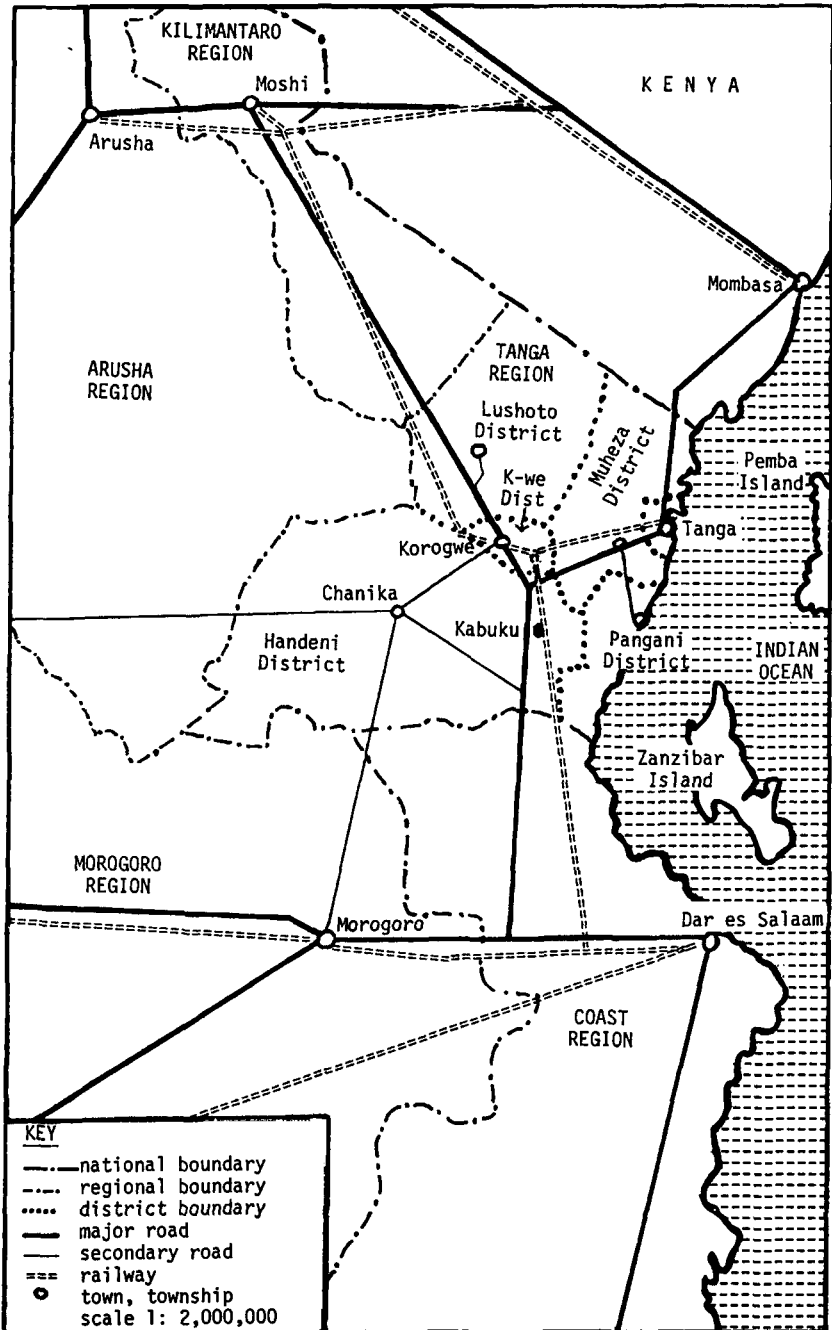 KILIMANTARO
REGION
Moshi
KENYA
Arusha
Mombasa
ARUSHA
REGION
TANGA
REGION
Lushoto
District
Muheza
District
K-we
Dist
Pemba
Island
Korogwe
Tanga
Chanika
Handeni
District
Kabuku
Pangani
District
INDIAN
OCEAN
Zanzibar
Island
MOROGORO
REGION
Morogoro
Dar es Salaam
COAST
REGION
KEY
national boundary
regional boundary
district boundary
major road
secondary road
railway
town, township
scale 1: 2,000,000